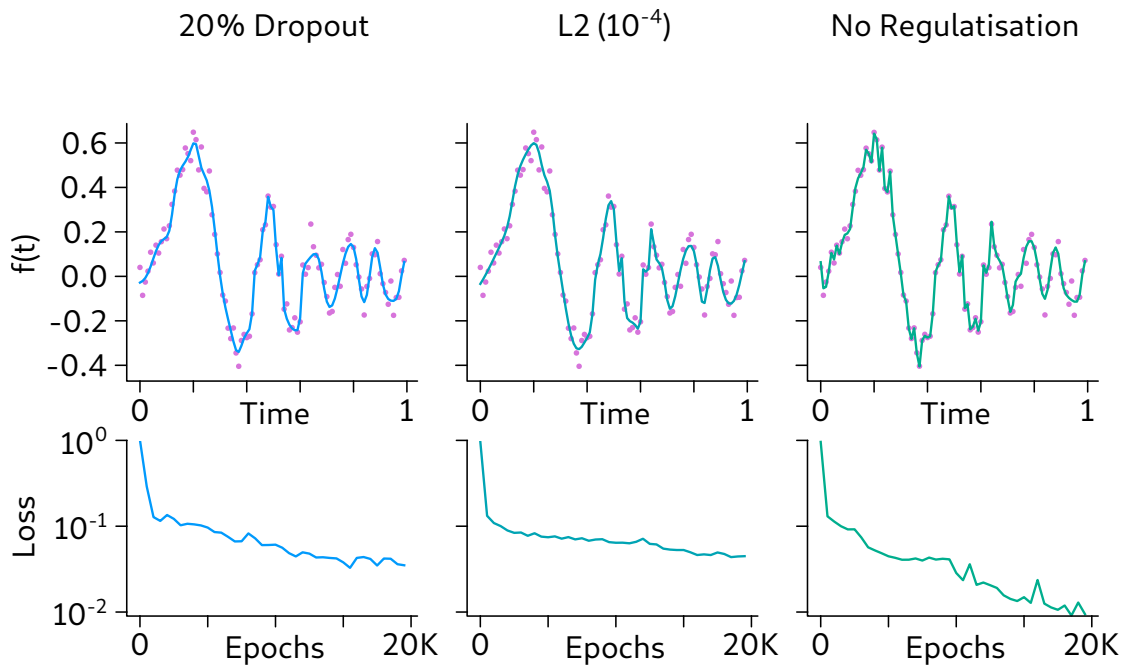 20% Dropout
L2 (10⁻⁴)
No Regulatisation
f(t)
0.6
0.4
0.2
0.0
-0.2
-0.4
0 Time 1
0 Time 1
0 Time 1
Loss
10⁰
10⁻¹
10⁻²
0 Epochs 20K
0 Epochs 20K
0 Epochs 20K